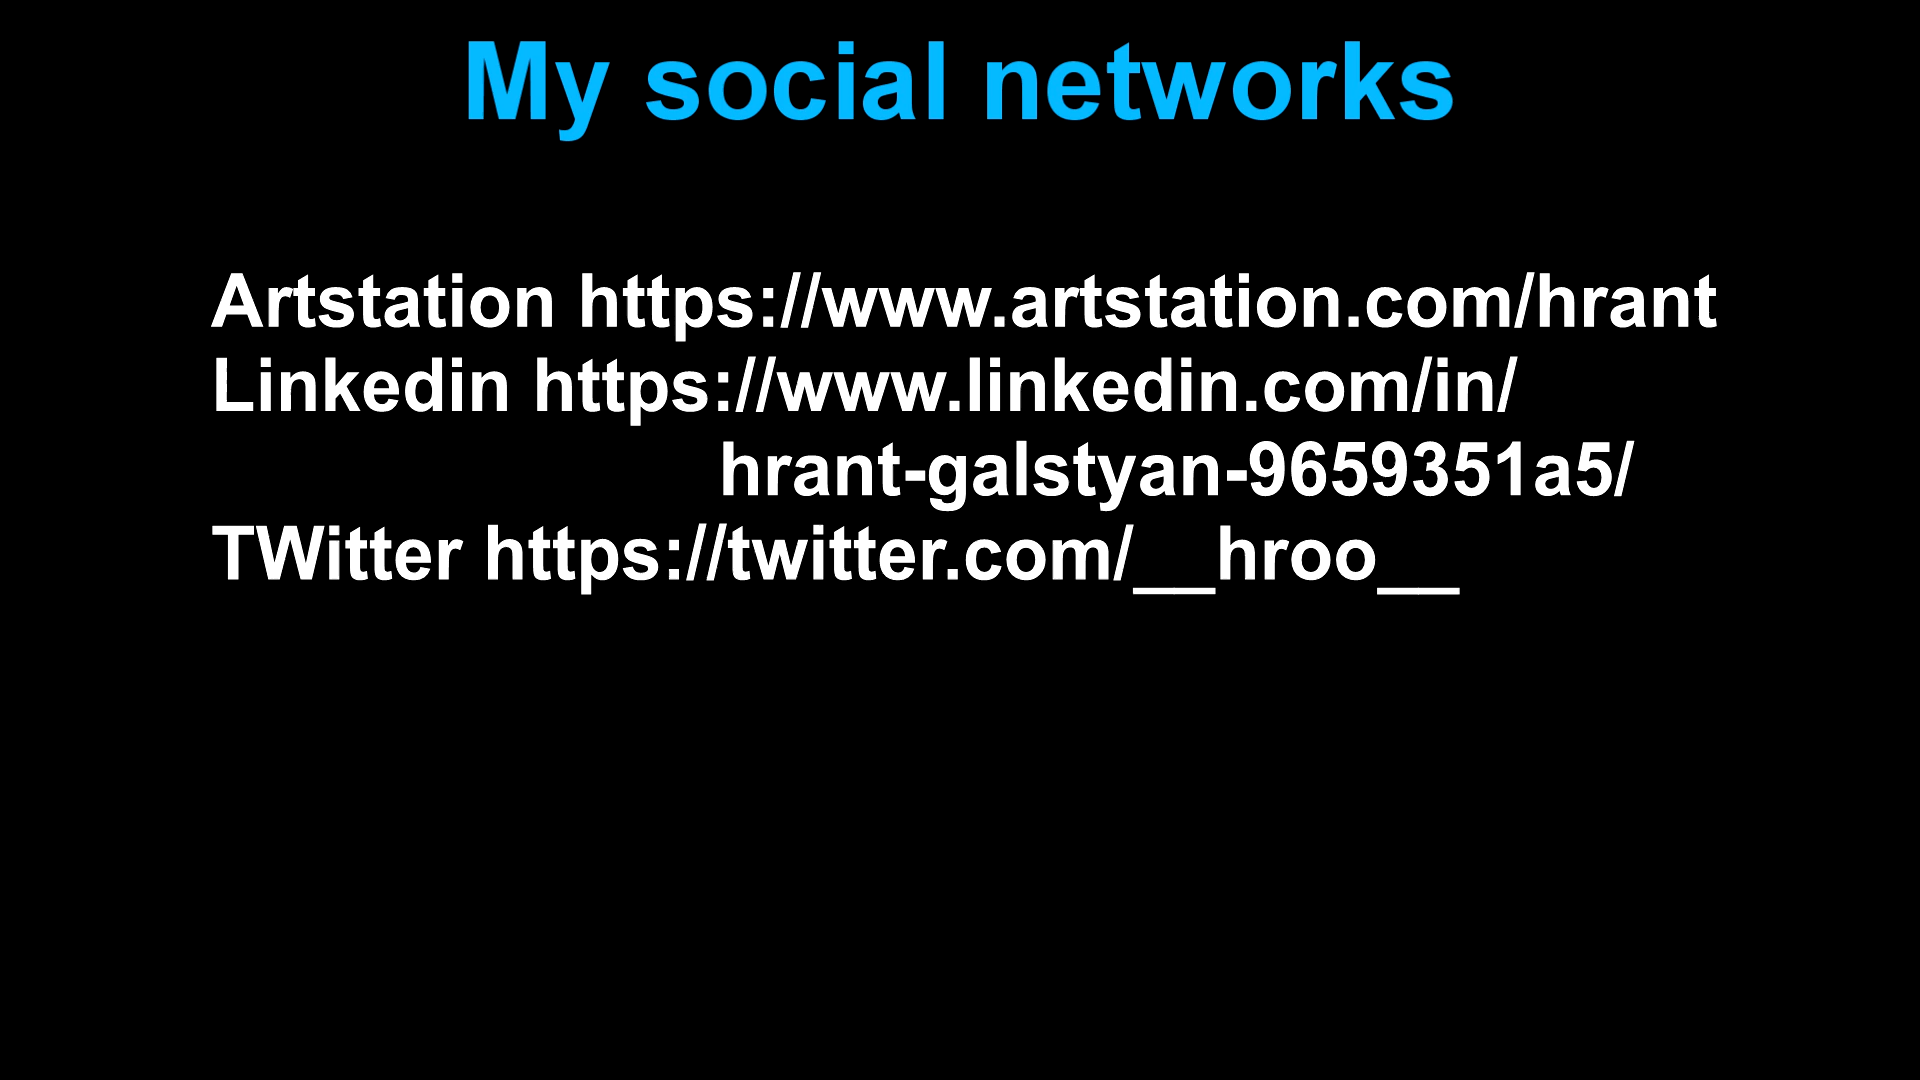 My social networks
Artstation https://www.artstation.com/hrant
Linkedin https://www.linkedin.com/in/
hrant-galstyan-9659351a5/
TWitter https://twitter.com/__hroo__